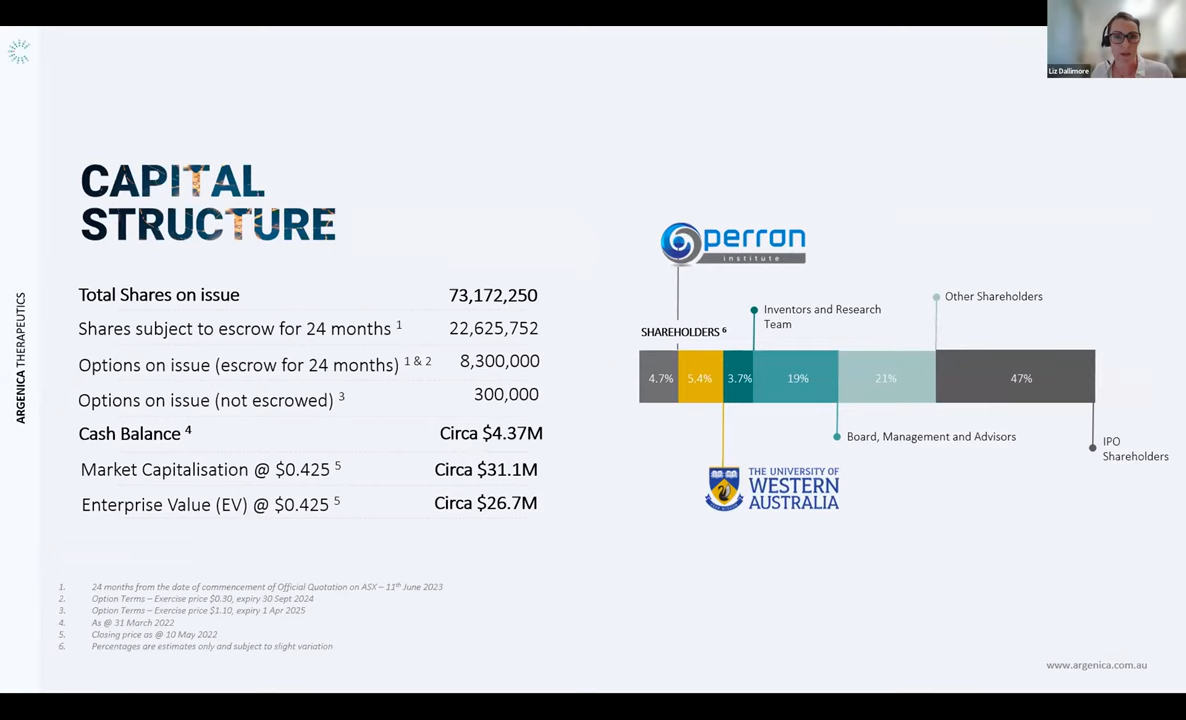 Liz Dallimore
ARGENICA THERAPEUTICS
CAPITAL
STRUCTURE
Total Shares on issue 73,172,250
Shares subject to escrow for 24 months 1 22,625,752
Options on issue (escrow for 24 months) 1 & 2 8,300,000
Options on issue (not escrowed) 3 300,000
Cash Balance 4 Circa $4.37M
Market Capitalisation @ $0.425 5 Circa $31.1M
Enterprise Value (EV) @ $0.425 5 Circa $26.7M
perron
institute
SHAREHOLDERS 6
Inventors and Research
Team
Other Shareholders
4.7% 5.4% 3.7% 19% 21% 47%
Board, Management and Advisors
IPO
Shareholders
THE UNIVERSITY OF
WESTERN
AUSTRALIA
1. 24 months from the date of commencement of Official Quotation on ASX – 11th June 2023
2. Option Terms – Exercise price $0.30, expiry 30 Sept 2024
3. Option Terms – Exercise price $1.10, expiry 1 Apr 2025
4. As @ 31 March 2022
5. Closing price as @ 10 May 2022
6. Percentages are estimates only and subject to slight variation
www.argenica.com.au